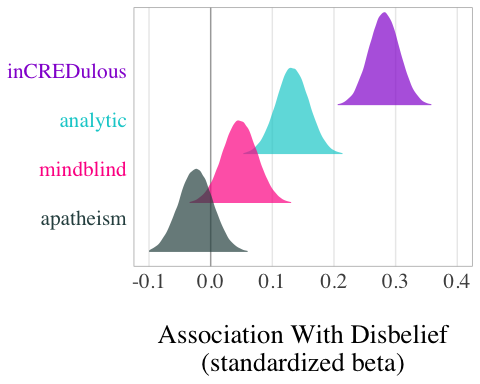 inCREDulous
analytic
mindblind
apatheism
-0.1 0.0 0.1 0.2 0.3 0.4
Association With Disbelief
(standardized beta)